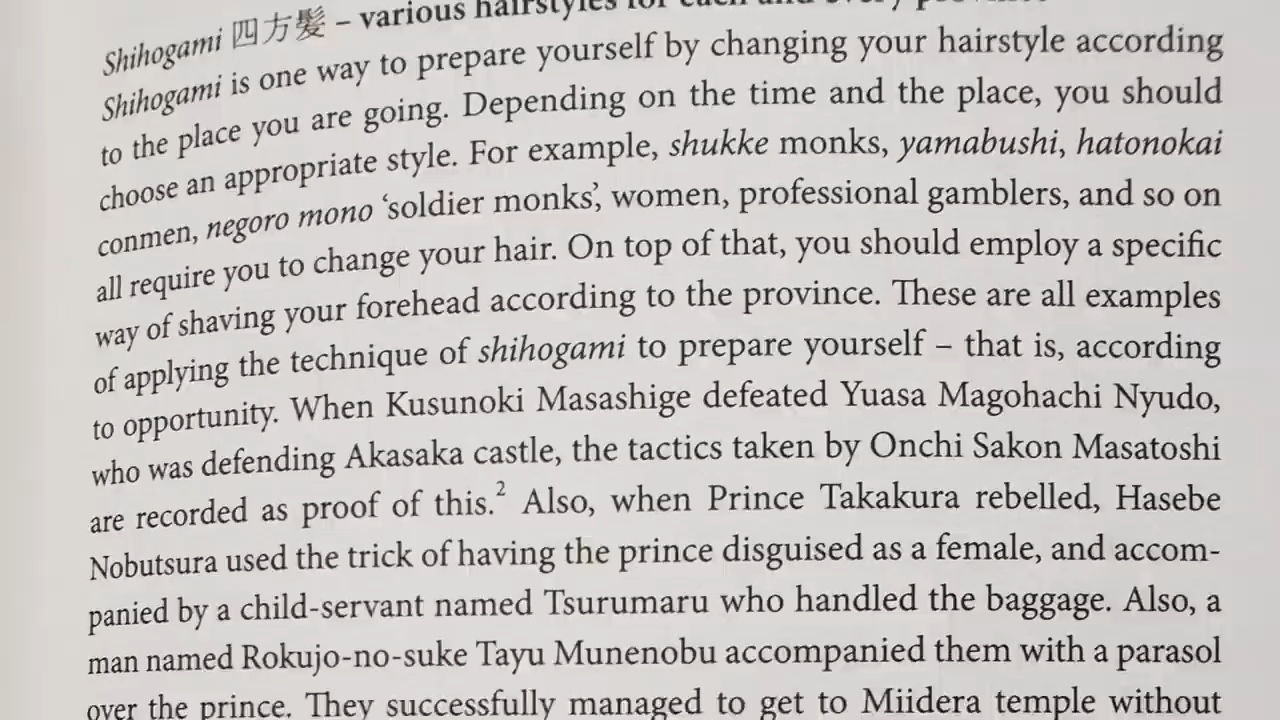 Shihogami 四方髪 – various hairstyles for each and every province
Shihogami is one way to prepare yourself by changing your hairstyle according
to the place you are going. Depending on the time and the place, you should
choose an appropriate style. For example, shukke monks, yamabushi, hatonokai
conmen, negoro mono ‘soldier monks’, women, professional gamblers, and so on
all require you to change your hair. On top of that, you should employ a specific
way of shaving your forehead according to the province. These are all examples
of applying the technique of shihogami to prepare yourself – that is, according
to opportunity. When Kusunoki Masashige defeated Yuasa Magohachi Nyudo,
who was defending Akasaka castle, the tactics taken by Onchi Sakon Masatoshi
are recorded as proof of this.² Also, when Prince Takakura rebelled, Hasebe
Nobutsura used the trick of having the prince disguised as a female, and accom-
panied by a child-servant named Tsurumaru who handled the baggage. Also, a
man named Rokujo-no-suke Tayu Munenobu accompanied them with a parasol
over the prince. They successfully managed to get to Miidera temple without